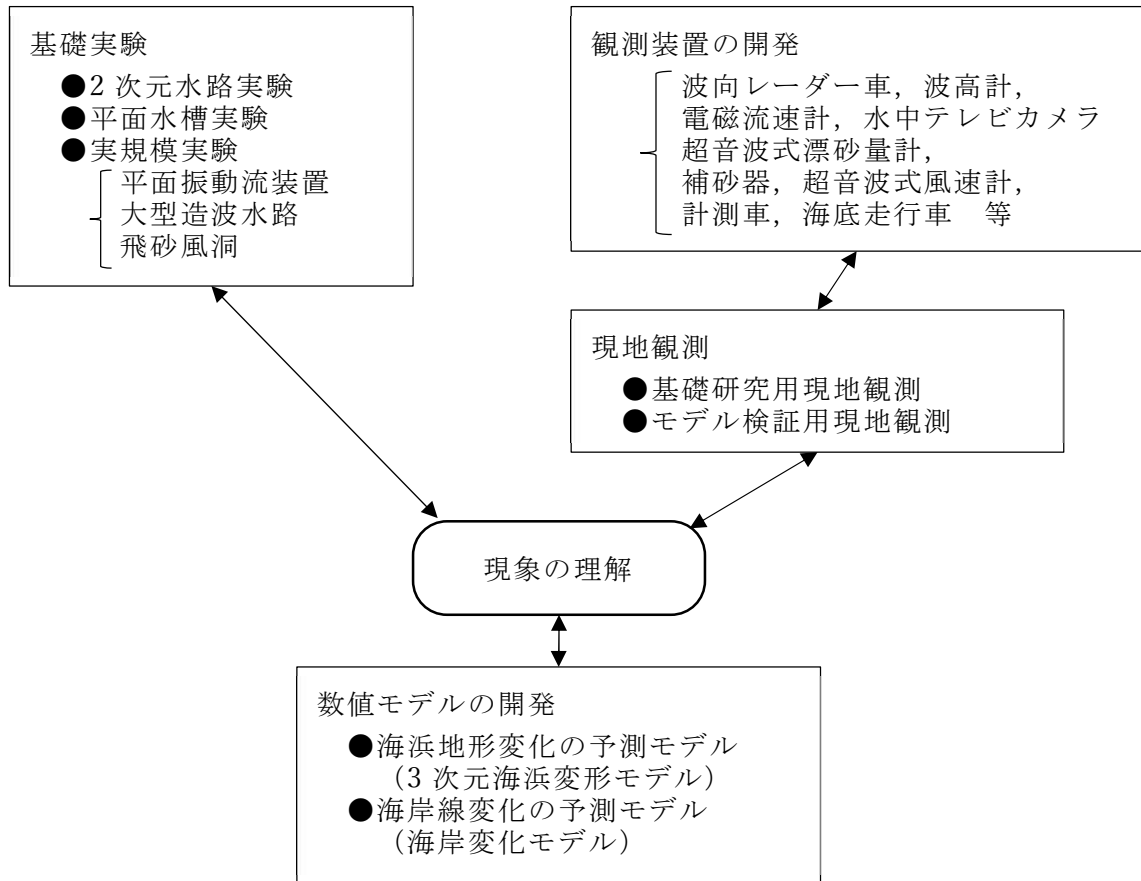 基礎実験
●2 次元水路実験
●平面水槽実験
●実規模実験
平面振動流装置
大型造波水路
飛砂風洞
観測装置の開発
波向レーダー車，波高計，
電磁流速計，水中テレビカメラ
超音波式漂砂量計，
補砂器，超音波式風速計，
計測車，海底走行車　等
現地観測
●基礎研究用現地観測
●モデル検証用現地観測
現象の理解
数値モデルの開発
●海浜地形変化の予測モデル
（3 次元海浜変形モデル）
●海岸線変化の予測モデル
（海岸変化モデル）